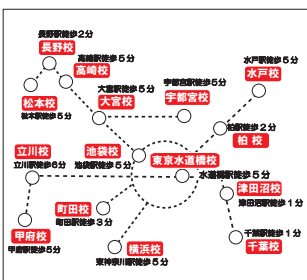 長野駅徒歩2分
長野校
高崎駅徒歩5分
高崎校
松本校
松本駅徒歩5分
大宮駅徒歩5分
大宮校
宇都宮駅徒歩5分
宇都宮校
水戸駅徒歩5分
水戸校
柏駅徒歩2分
柏校
池袋校
池袋駅徒歩5分
東京水道橋校
水道橋駅徒歩5分
立川校
立川駅徒歩6分
津田沼校
津田沼駅徒歩1分
町田校
町田駅徒歩3分
甲府校
甲府駅徒歩5分
横浜校
東神奈川駅徒歩5分
千葉駅徒歩1分
千葉校